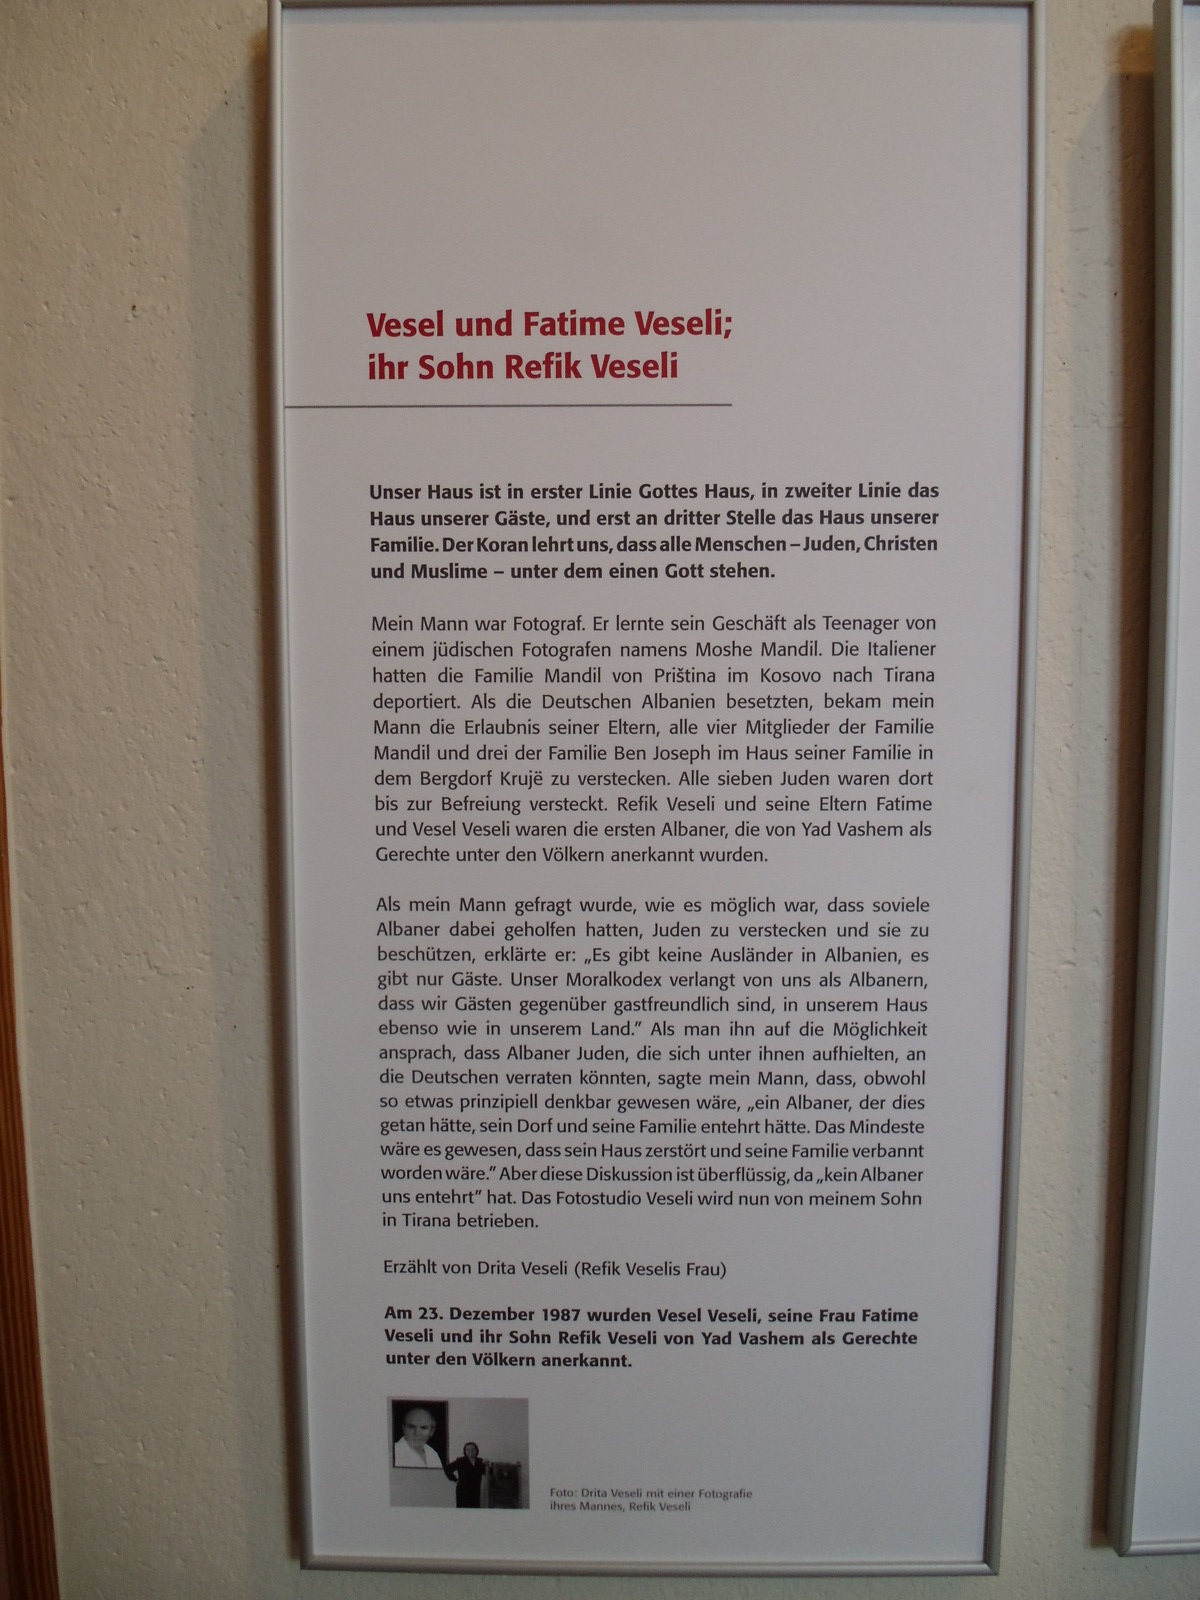 Vesel und Fatime Veseli;
ihr Sohn Refik Veseli
Unser Haus ist in erster Linie Gottes Haus, in zweiter Linie das
Haus unserer Gäste, und erst an dritter Stelle das Haus unserer
Familie. Der Koran lehrt uns, dass alle Menschen – Juden, Christen
und Muslime – unter dem einen Gott stehen.
Mein Mann war Fotograf. Er lernte sein Geschäft als Teenager von
einem jüdischen Fotografen namens Moshe Mandil. Die Italiener
hatten die Familie Mandil von Priština im Kosovo nach Tirana
deportiert. Als die Deutschen Albanien besetzten, bekam mein
Mann die Erlaubnis seiner Eltern, alle vier Mitglieder der Familie
Mandil und drei der Familie Ben Joseph im Haus seiner Familie in
dem Bergdorf Krujë zu verstecken. Alle sieben Juden waren dort
bis zur Befreiung versteckt. Refik Veseli und seine Eltern Fatime
und Vesel Veseli waren die ersten Albaner, die von Yad Vashem als
Gerechte unter den Völkern anerkannt wurden.
Als mein Mann gefragt wurde, wie es möglich war, dass soviele
Albaner dabei geholfen hatten, Juden zu verstecken und sie zu
beschützen, erklärte er: „Es gibt keine Ausländer in Albanien, es
gibt nur Gäste. Unser Moralkodex verlangt von uns als Albanern,
dass wir Gästen gegenüber gastfreundlich sind, in unserem Haus
ebenso wie in unserem Land.” Als man ihn auf die Möglichkeit
ansprach, dass Albaner Juden, die sich unter ihnen aufhielten, an
die Deutschen verraten könnten, sagte mein Mann, dass, obwohl
so etwas prinzipiell denkbar gewesen wäre, „ein Albaner, der dies
getan hätte, sein Dorf und seine Familie entehrt hätte. Das Mindeste
wäre es gewesen, dass sein Haus zerstört und seine Familie verbannt
worden wäre.” Aber diese Diskussion ist überflüssig, da „kein Albaner
uns entehrt” hat. Das Fotostudio Veseli wird nun von meinem Sohn
in Tirana betrieben.
Erzählt von Drita Veseli (Refik Veselis Frau)
Am 23. Dezember 1987 wurden Vesel Veseli, seine Frau Fatime
Veseli und ihr Sohn Refik Veseli von Yad Vashem als Gerechte
unter den Völkern anerkannt.
Foto: Drita Veseli mit einer Fotografie
ihres Mannes, Refik Veseli